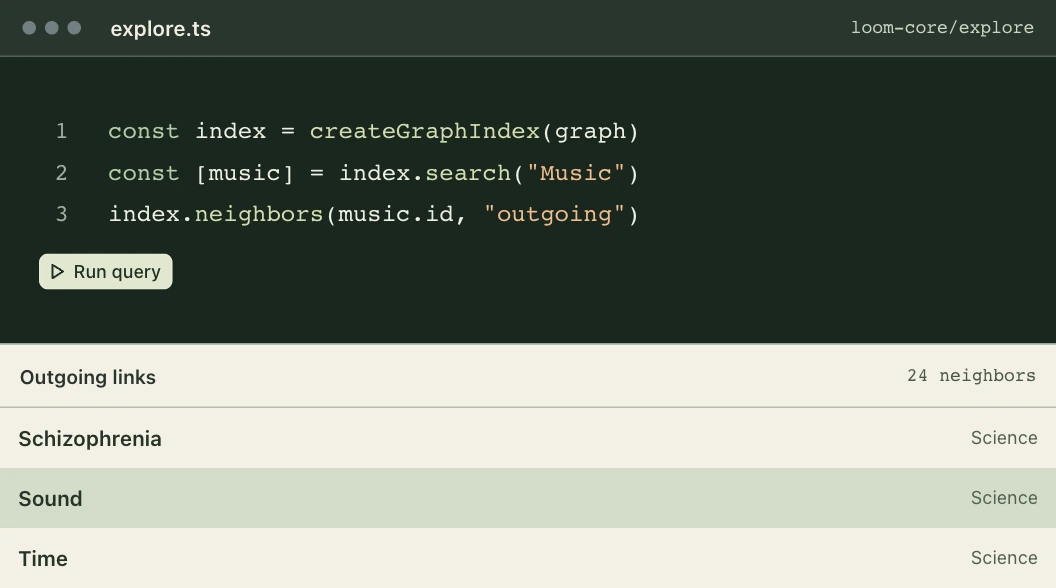 explore.ts
loom-core/explore
1 const index = createGraphIndex(graph)
2 const [music] = index.search("Music")
3 index.neighbors(music.id, "outgoing")
Run query
Outgoing links
24 neighbors
Schizophrenia
Science
Sound
Science
Time
Science